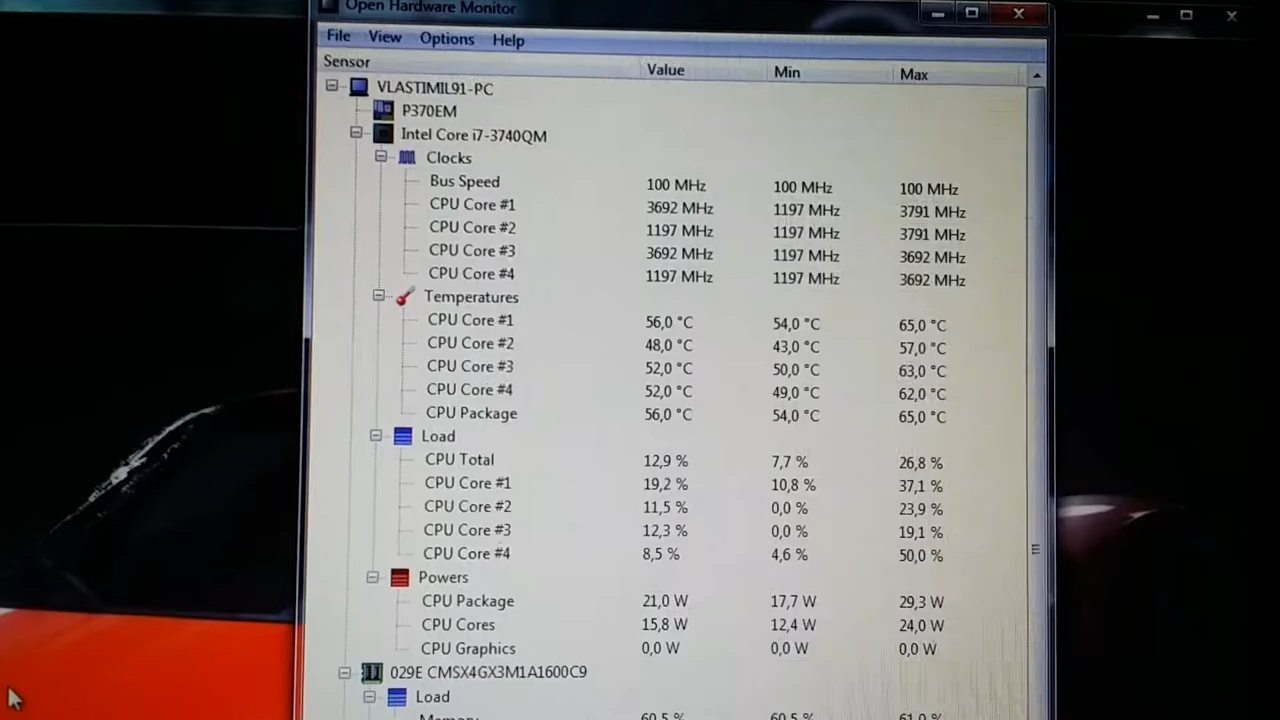 Open Hardware Monitor
File View Options Help
Sensor Value Min Max
VLASTIMIL91-PC
P370EM
Intel Core i7-3740QM
Clocks
Bus Speed 100 MHz 100 MHz 100 MHz
CPU Core #1 3692 MHz 1197 MHz 3791 MHz
CPU Core #2 1197 MHz 1197 MHz 3791 MHz
CPU Core #3 3692 MHz 1197 MHz 3692 MHz
CPU Core #4 1197 MHz 1197 MHz 3692 MHz
Temperatures
CPU Core #1 56,0 °C 54,0 °C 65,0 °C
CPU Core #2 48,0 °C 43,0 °C 57,0 °C
CPU Core #3 52,0 °C 50,0 °C 63,0 °C
CPU Core #4 52,0 °C 49,0 °C 62,0 °C
CPU Package 56,0 °C 54,0 °C 65,0 °C
Load
CPU Total 12,9 % 7,7 % 26,8 %
CPU Core #1 19,2 % 10,8 % 37,1 %
CPU Core #2 11,5 % 0,0 % 23,9 %
CPU Core #3 12,3 % 0,0 % 19,1 %
CPU Core #4 8,5 % 4,6 % 50,0 %
Powers
CPU Package 21,0 W 17,7 W 29,3 W
CPU Cores 15,8 W 12,4 W 24,0 W
CPU Graphics 0,0 W 0,0 W 0,0 W
029E CMSX4GX3M1A1600C9
Load
Memory 60,5 % 60,5 % 61,0 %